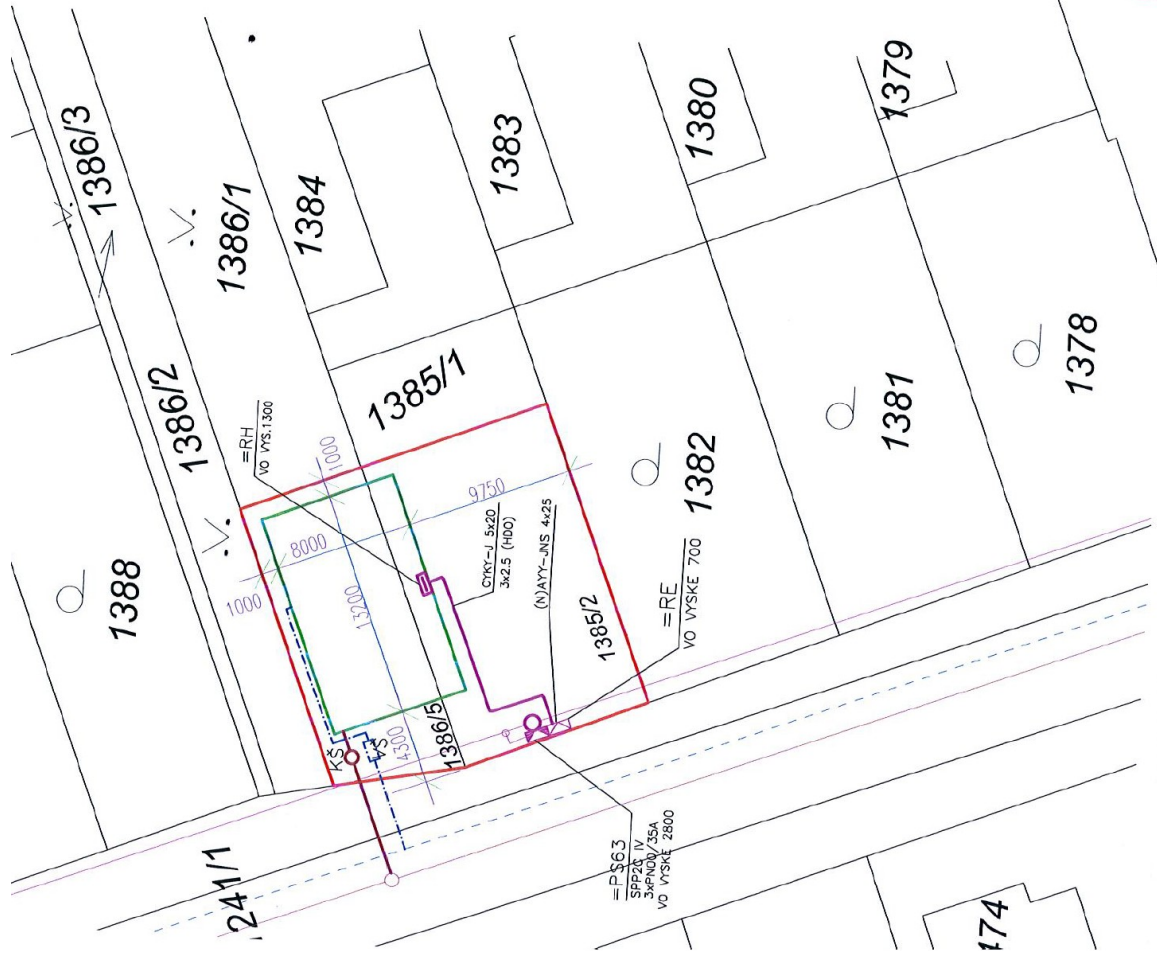 1386/3
1386/1
1384
1383
1380
1379
1386/2
1385/1
1388
=RH
VO VYS.1300
1000
8000
1000
13200
9750
CYKY-J 5x20
3x2.5 (HDO)
(N)AYY-JNS 4x25
1382
1381
1378
1385/2
=RE
VO VYSKE 700
KŠ
VŠ
4300
1386/5
241/1
=PS63
SPP2C IV
3xPN00/35A
VO VYSKE 2800
474